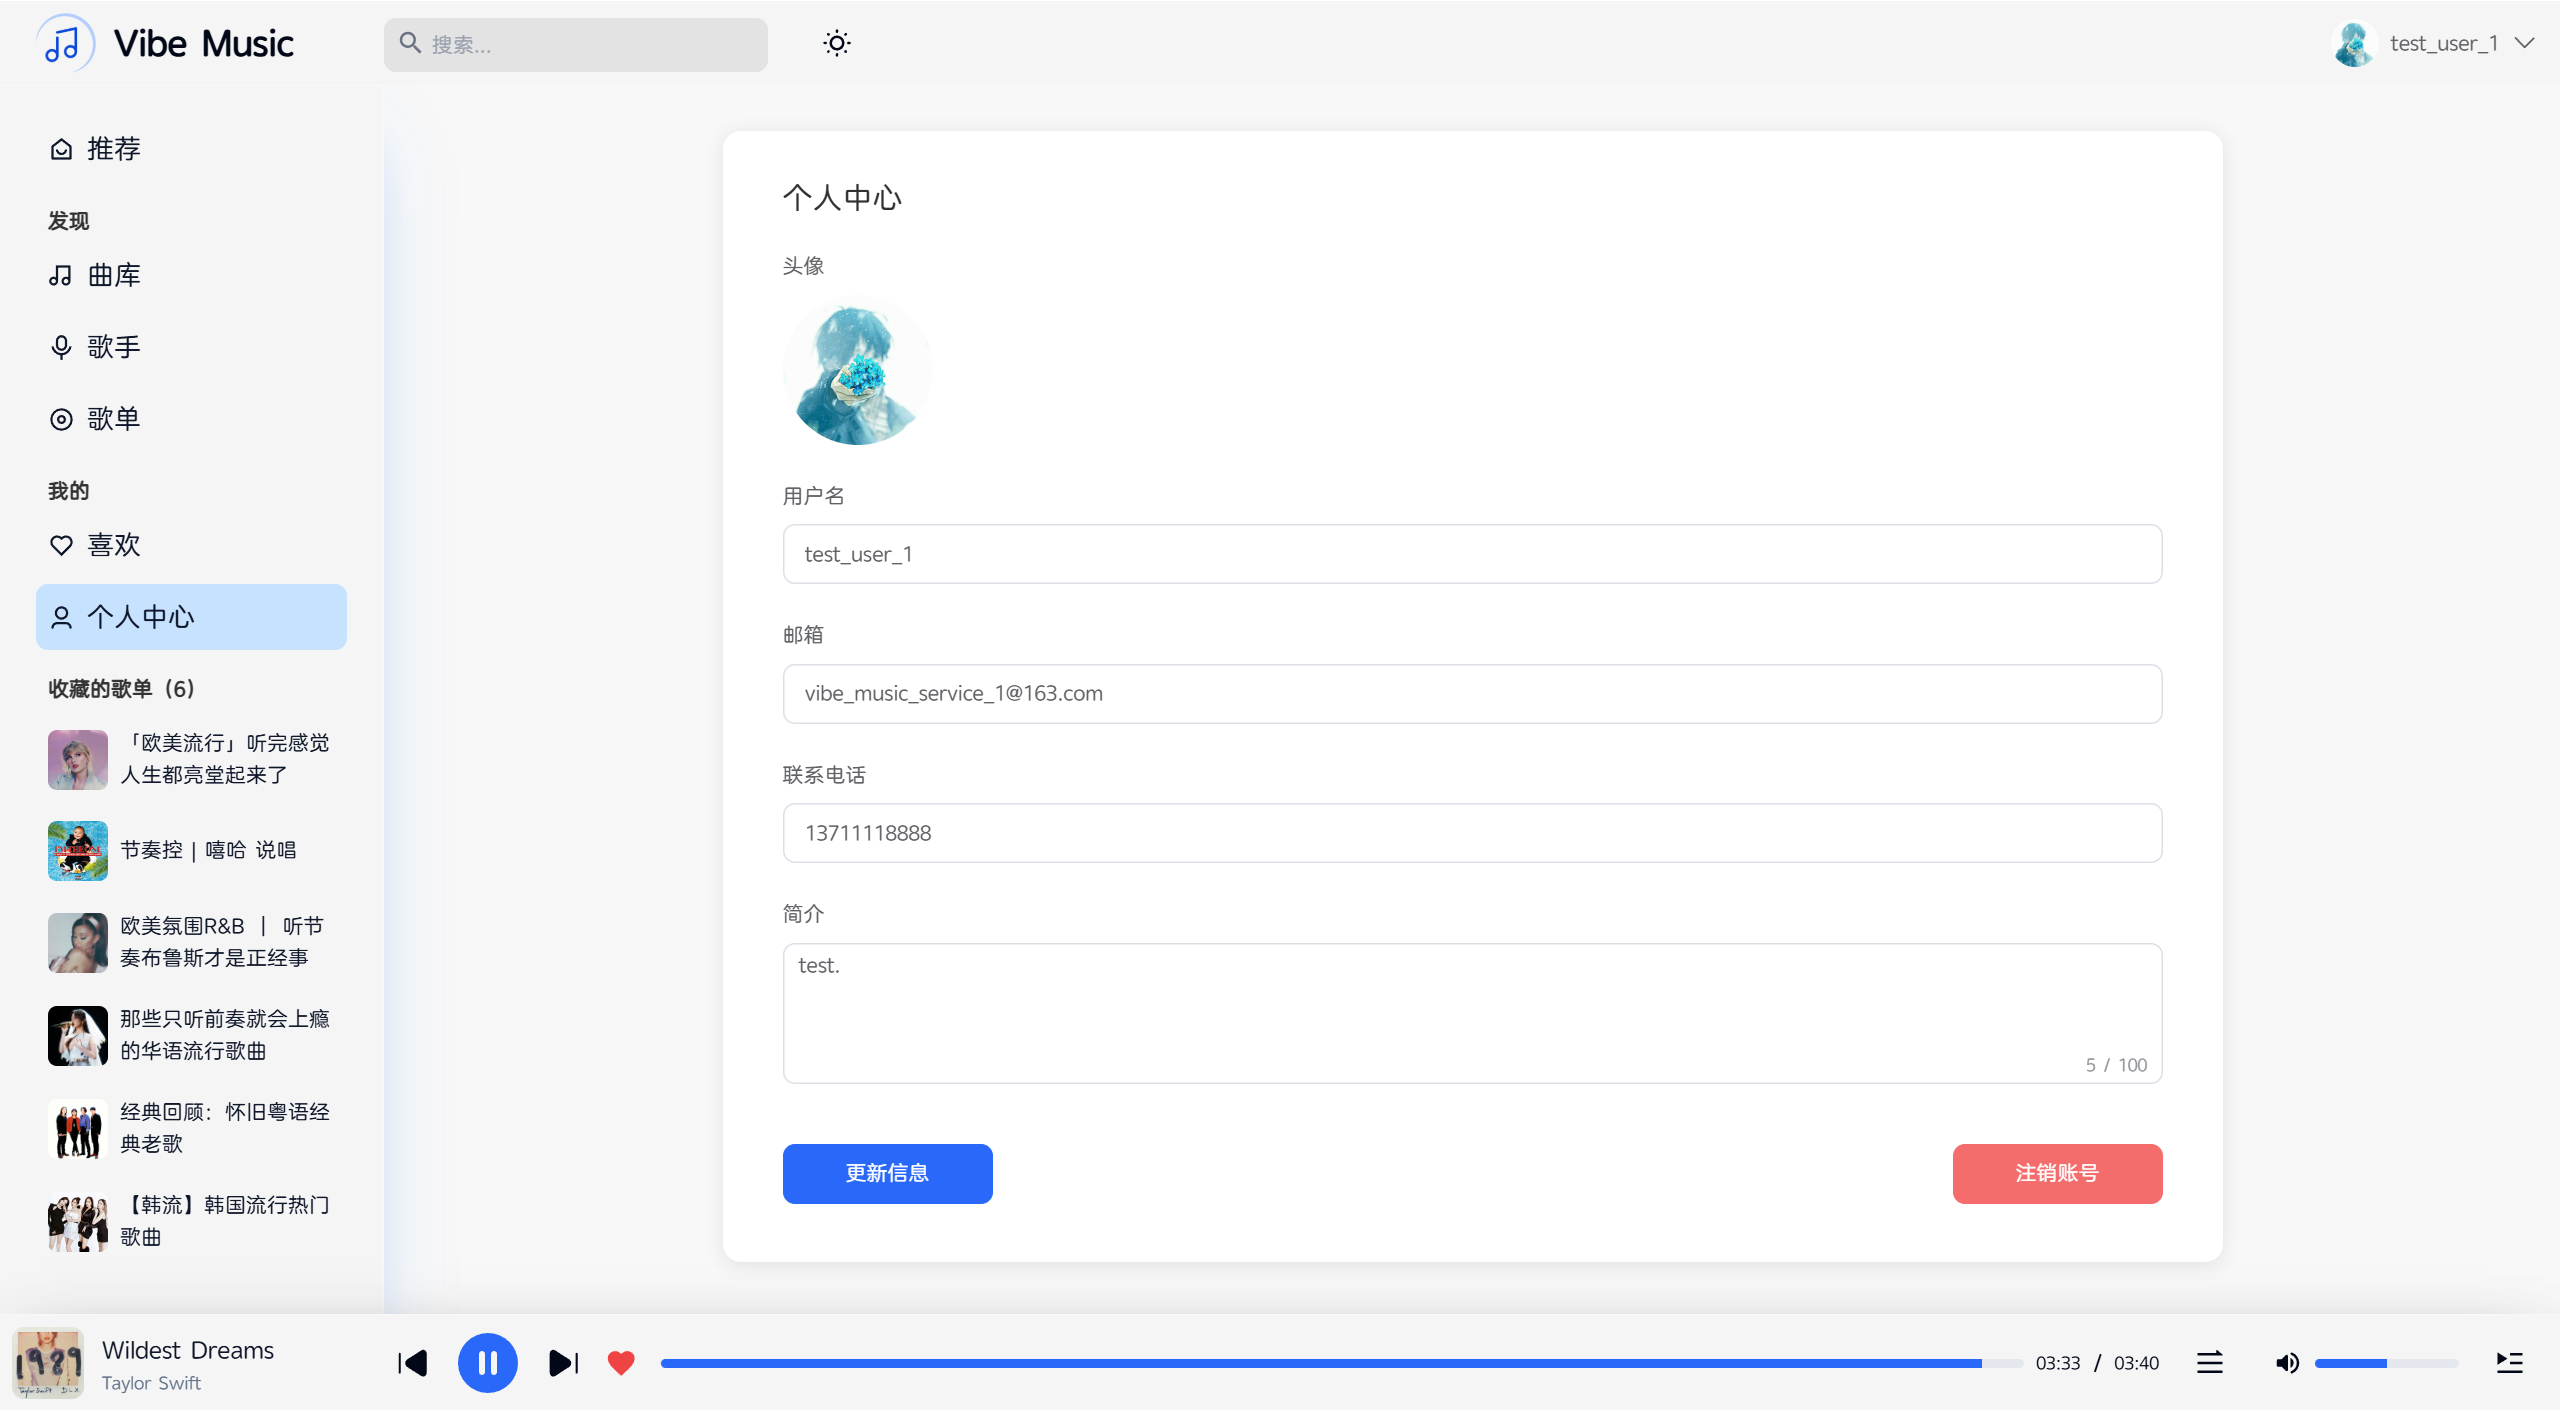 Vibe Music
搜索...
test_user_1
推荐
发现
曲库
歌手
歌单
我的
喜欢
个人中心
收藏的歌单（6）
「欧美流行」听完感觉
人生都亮堂起来了
节奏控 | 嘻哈 说唱
欧美氛围R&B ｜ 听节
奏布鲁斯才是正经事
那些只听前奏就会上瘾
的华语流行歌曲
经典回顾：怀旧粤语经
典老歌
【韩流】韩国流行热门
歌曲
个人中心
头像
用户名
test_user_1
邮箱
vibe_music_service_1@163.com
联系电话
13711118888
简介
test.
5 / 100
更新信息
注销账号
1989
Taylor Swift
Wildest Dreams
Taylor Swift
03:33 / 03:40